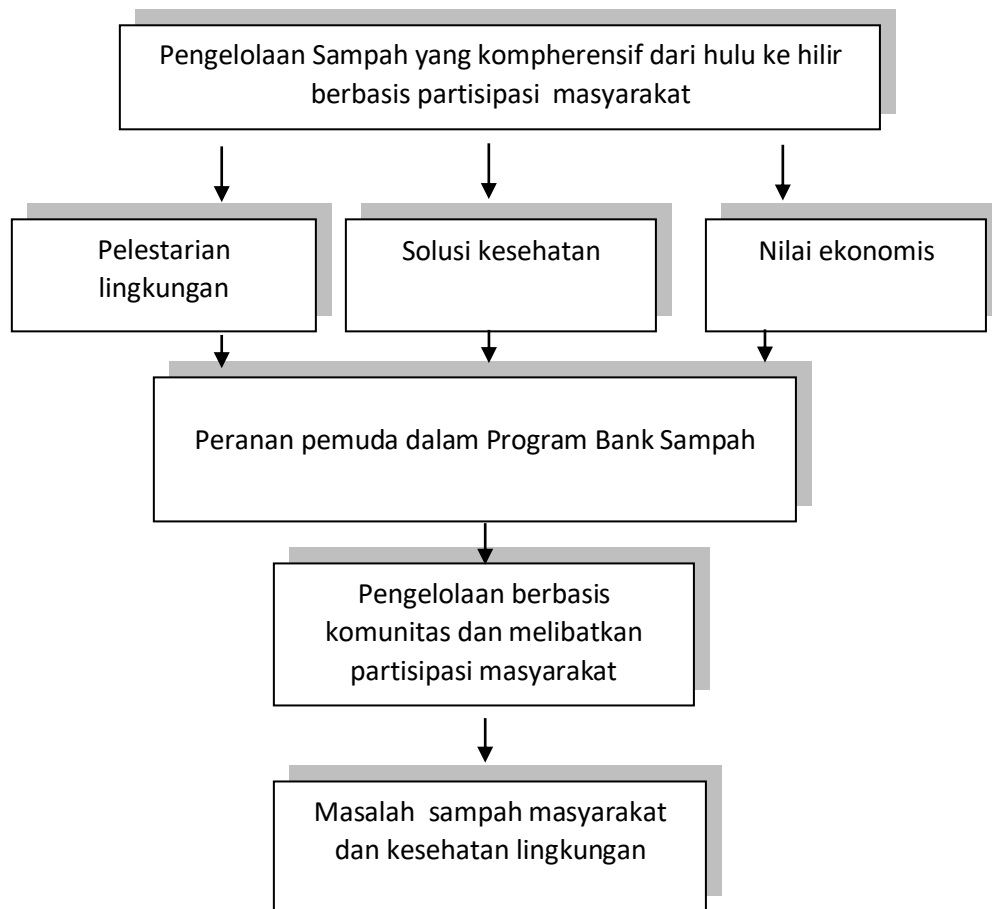 Pengelolaan Sampah yang kompherensif dari hulu ke hilir
berbasis partisipasi masyarakat
Pelestarian
lingkungan
Solusi kesehatan
Nilai ekonomis
Peranan pemuda dalam Program Bank Sampah
Pengelolaan berbasis
komunitas dan melibatkan
partisipasi masyarakat
Masalah sampah masyarakat
dan kesehatan lingkungan